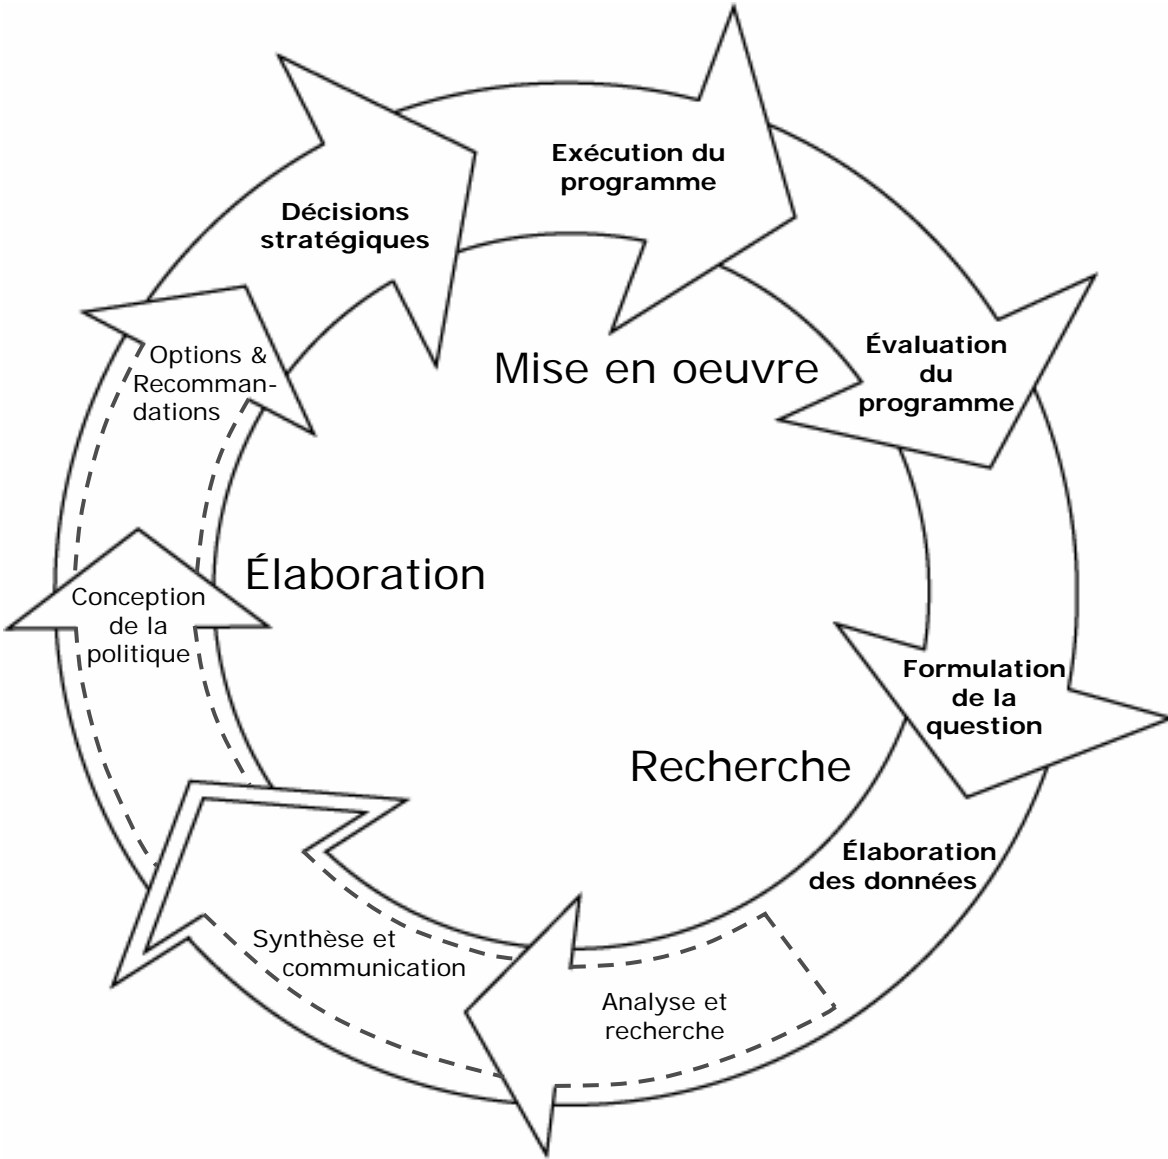 Exécution du
programme
Décisions
stratégiques
Évaluation
du
programme
Options &
Recomman-
dations
Mise en oeuvre
Élaboration
Conception
de la
politique
Formulation
de la
question
Recherche
Élaboration
des données
Synthèse et
communication
Analyse et
recherche